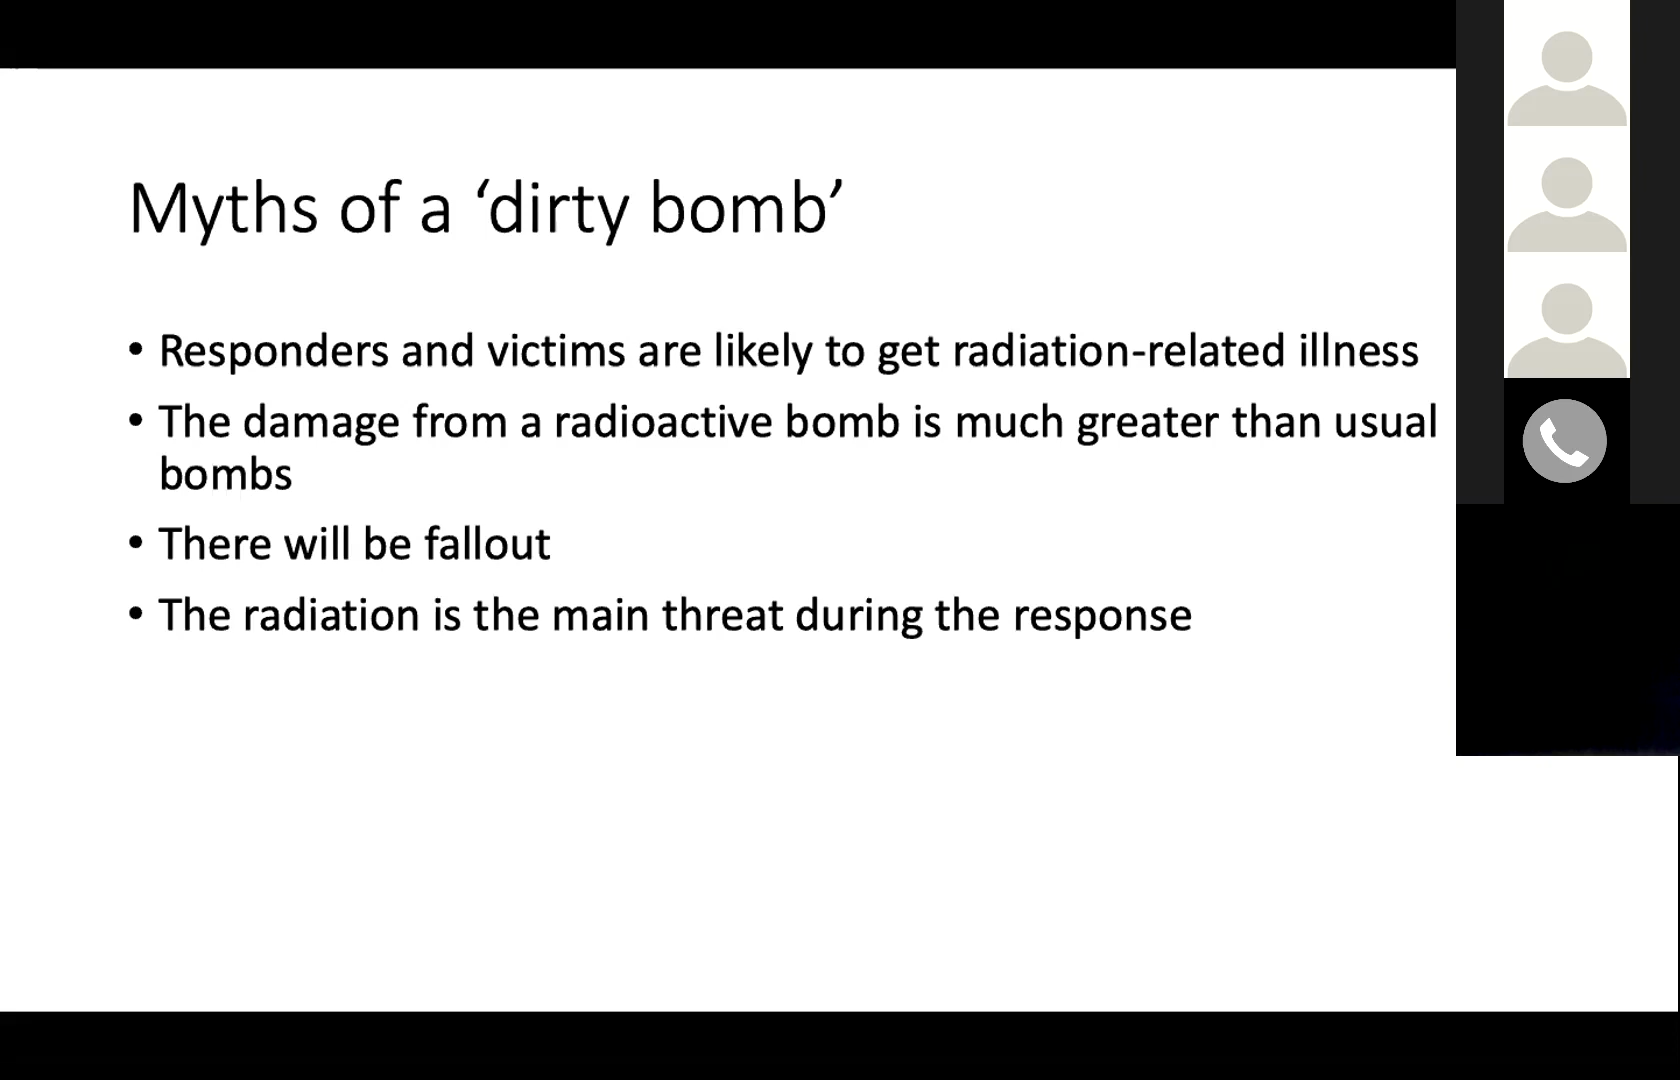 Myths of a ‘dirty bomb’
• Responders and victims are likely to get radiation-related illness
• The damage from a radioactive bomb is much greater than usual
bombs
• There will be fallout
• The radiation is the main threat during the response